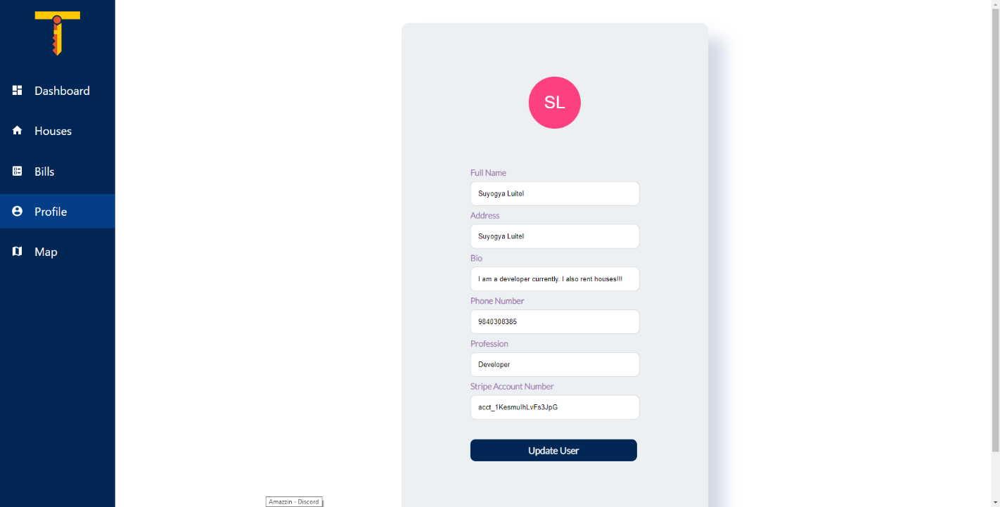 Dashboard
Houses
Bills
Profile
Map
SL
Full Name
Suyogya Luitel
Address
Suyogya Luitel
Bio
I am a developer currently. I also rent houses!!!
Phone Number
9840308385
Profession
Developer
Stripe Account Number
acct_1KesmuIhLvFs3JpG
Update User
Amazzin - Discord